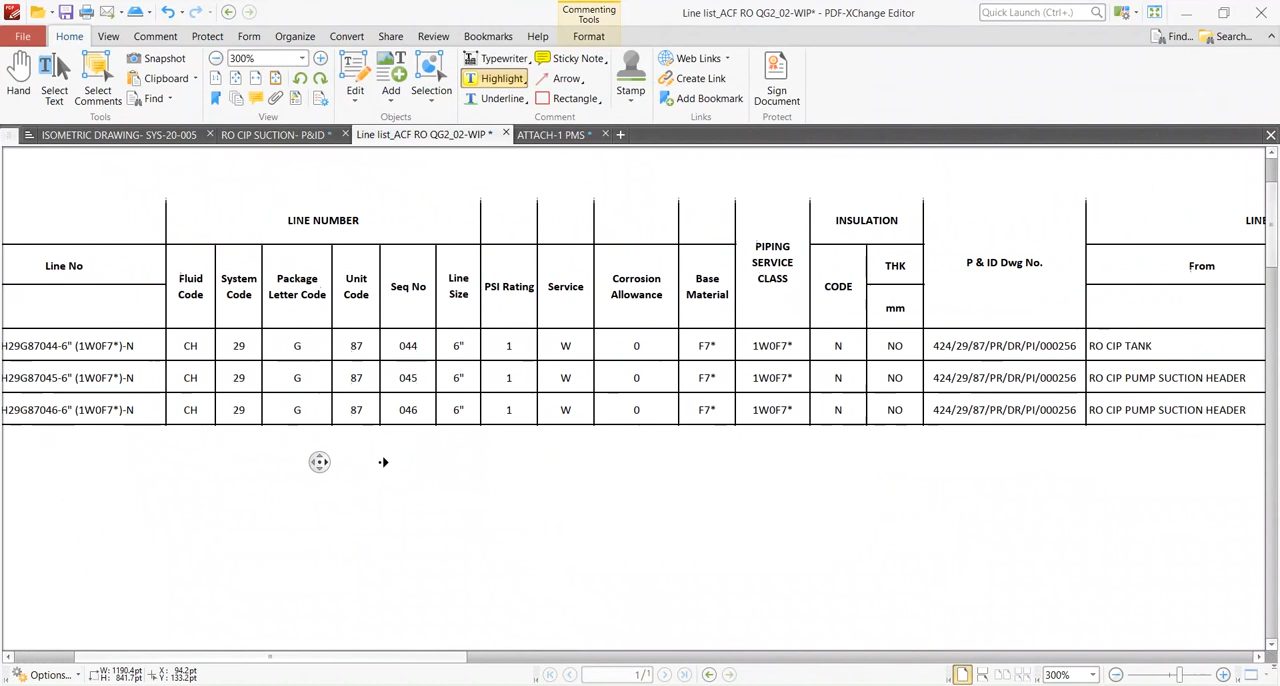 Commenting
Tools
Line list_ACF RO QG2_02-WIP* - PDF-XChange Editor
Quick Launch (Ctrl+.)
File
Home
View
Comment
Protect
Form
Organize
Convert
Share
Review
Bookmarks
Help
Format
Find...
Search...
Hand
Select
Text
Select
Comments
Snapshot
Clipboard
Find
Tools
300%
View
Edit
Add
Selection
Objects
Typewriter
Highlight
Underline
Sticky Note
Arrow
Rectangle
Stamp
Comment
Web Links
Create Link
Add Bookmark
Links
Sign
Document
Protect
ISOMETRIC DRAWING- SYS-20-005
RO CIP SUCTION- P&ID *
Line list_ACF RO QG2_02-WIP *
ATTACH-1 PMS *
LINE NUMBER
INSULATION
LINE
Line No
Fluid
Code
System
Code
Package
Letter Code
Unit
Code
Seq No
Line
Size
PSI Rating
Service
Corrosion
Allowance
Base
Material
PIPING
SERVICE
CLASS
CODE
THK
mm
P & ID Dwg No.
From
H29G87044-6" (1W0F7*)-N CH 29 G 87 044 6" 1 W 0 F7* 1W0F7* N NO 424/29/87/PR/DR/PI/000256 RO CIP TANK
H29G87045-6" (1W0F7*)-N CH 29 G 87 045 6" 1 W 0 F7* 1W0F7* N NO 424/29/87/PR/DR/PI/000256 RO CIP PUMP SUCTION HEADER
H29G87046-6" (1W0F7*)-N CH 29 G 87 046 6" 1 W 0 F7* 1W0F7* N NO 424/29/87/PR/DR/PI/000256 RO CIP PUMP SUCTION HEADER
Options...
W: 1190.4pt
H: 841.7pt
X: 94.2pt
Y: 133.2pt
1/1
300%